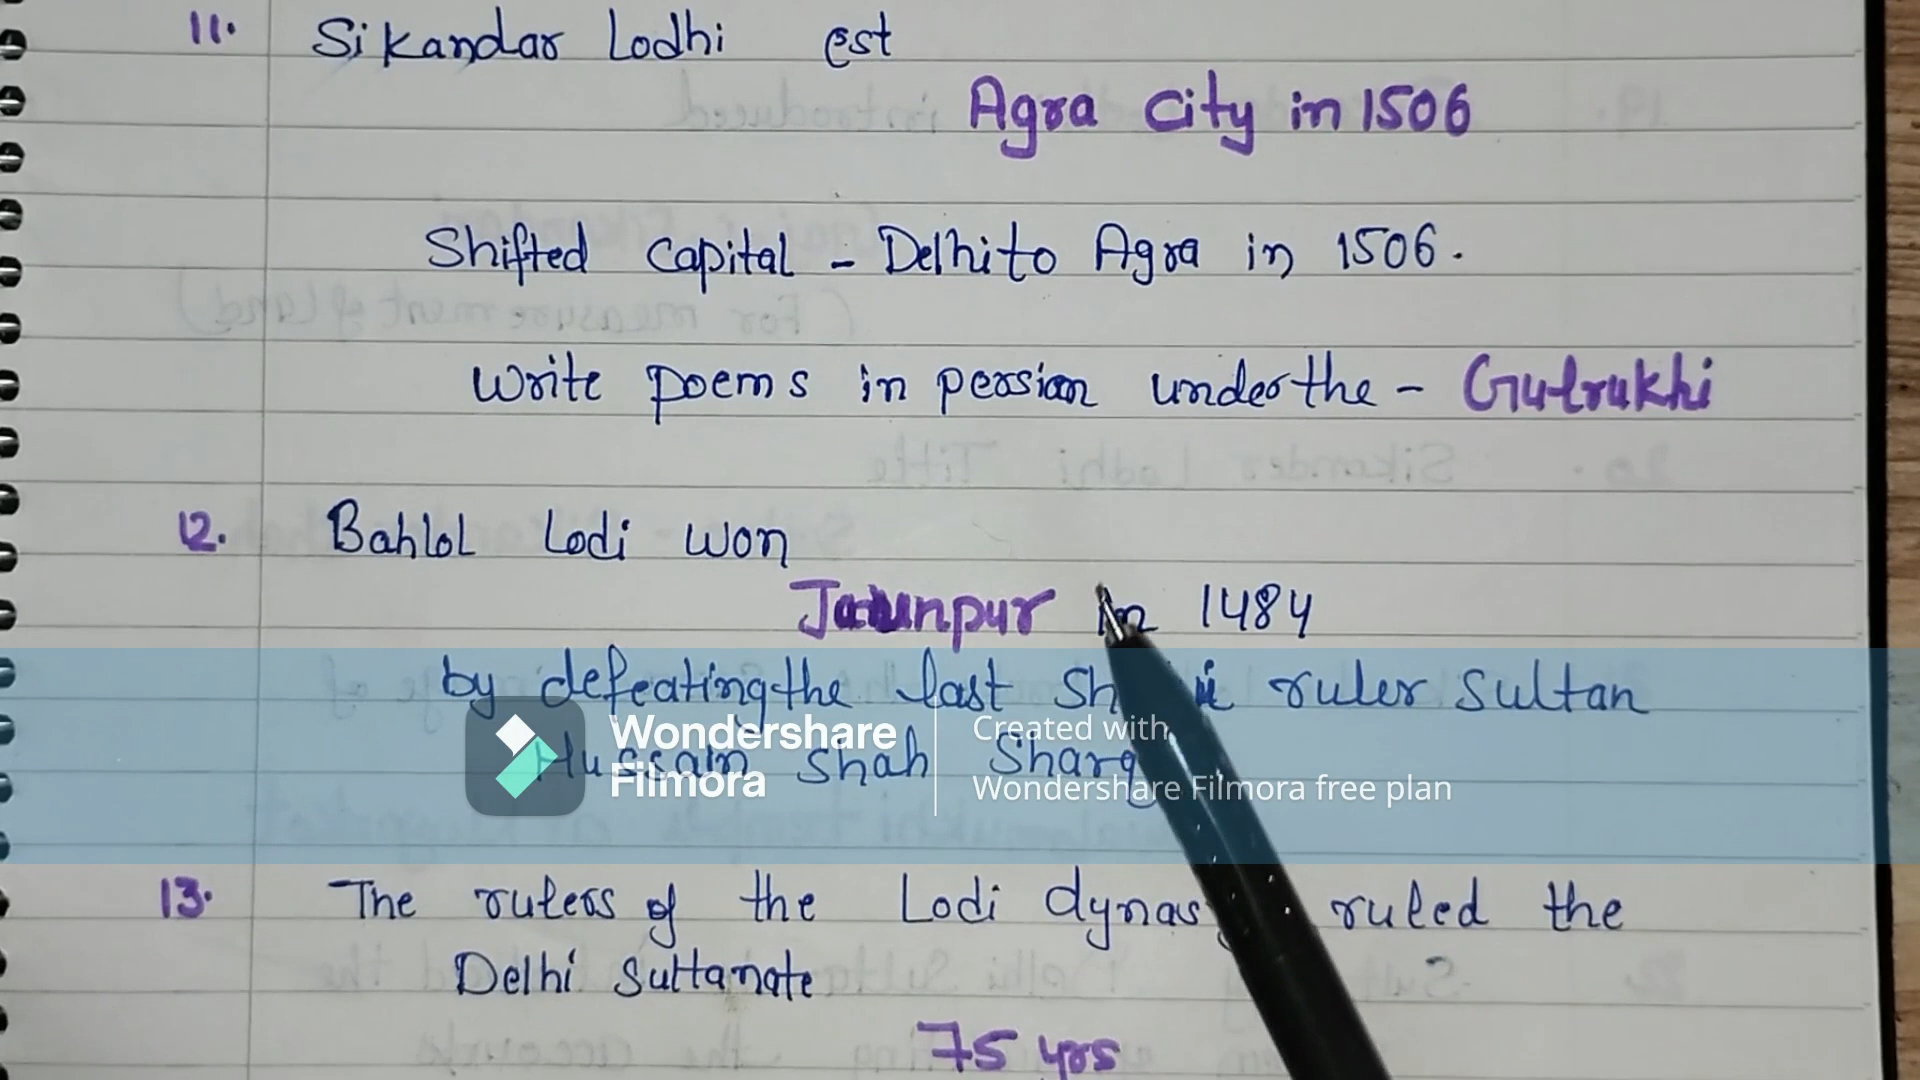 11. Sikandar Lodhi est
Agra City in 1506
Shifted Capital - Delhi to Agra in 1506.
Write poems in persian under the - Gulrukhi
12. Bahlol Lodi won
Jaunpur in 1484
by defeating the last ruler Sultan
Hussain Shah
Wondershare Filmora
Created with
Wondershare Filmora free plan
13. The rulers of the Lodi ruled the
Delhi Sultanate
75 yrs